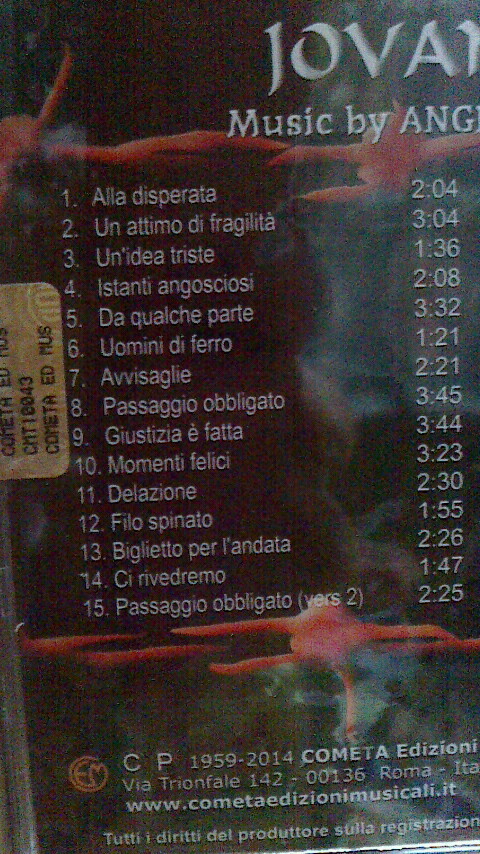 JOVAN
Music by ANG
1. Alla disperata 2:04
2. Un attimo di fragilità 3:04
3. Un'idea triste 1:36
4. Istanti angosciosi 2:08
5. Da qualche parte 3:32
6. Uomini di ferro 1:21
7. Avvisaglie 2:21
8. Passaggio obbligato 3:45
9. Giustizia è fatta 3:44
10. Momenti felici 3:23
11. Delazione 2:30
12. Filo spinato 1:55
13. Biglietto per l'andata 2:26
14. Ci rivedremo 1:47
15. Passaggio obbligato (vers 2) 2:25
COMETA ED MUS
CMT10043
COMETA ED MUS
C P 1959-2014 COMETA Edizioni
Via Trionfale 142 - 00136 Roma - Ita
www.cometaedizionimusicali.it
Tutti i diritti del produttore sulla registrazion